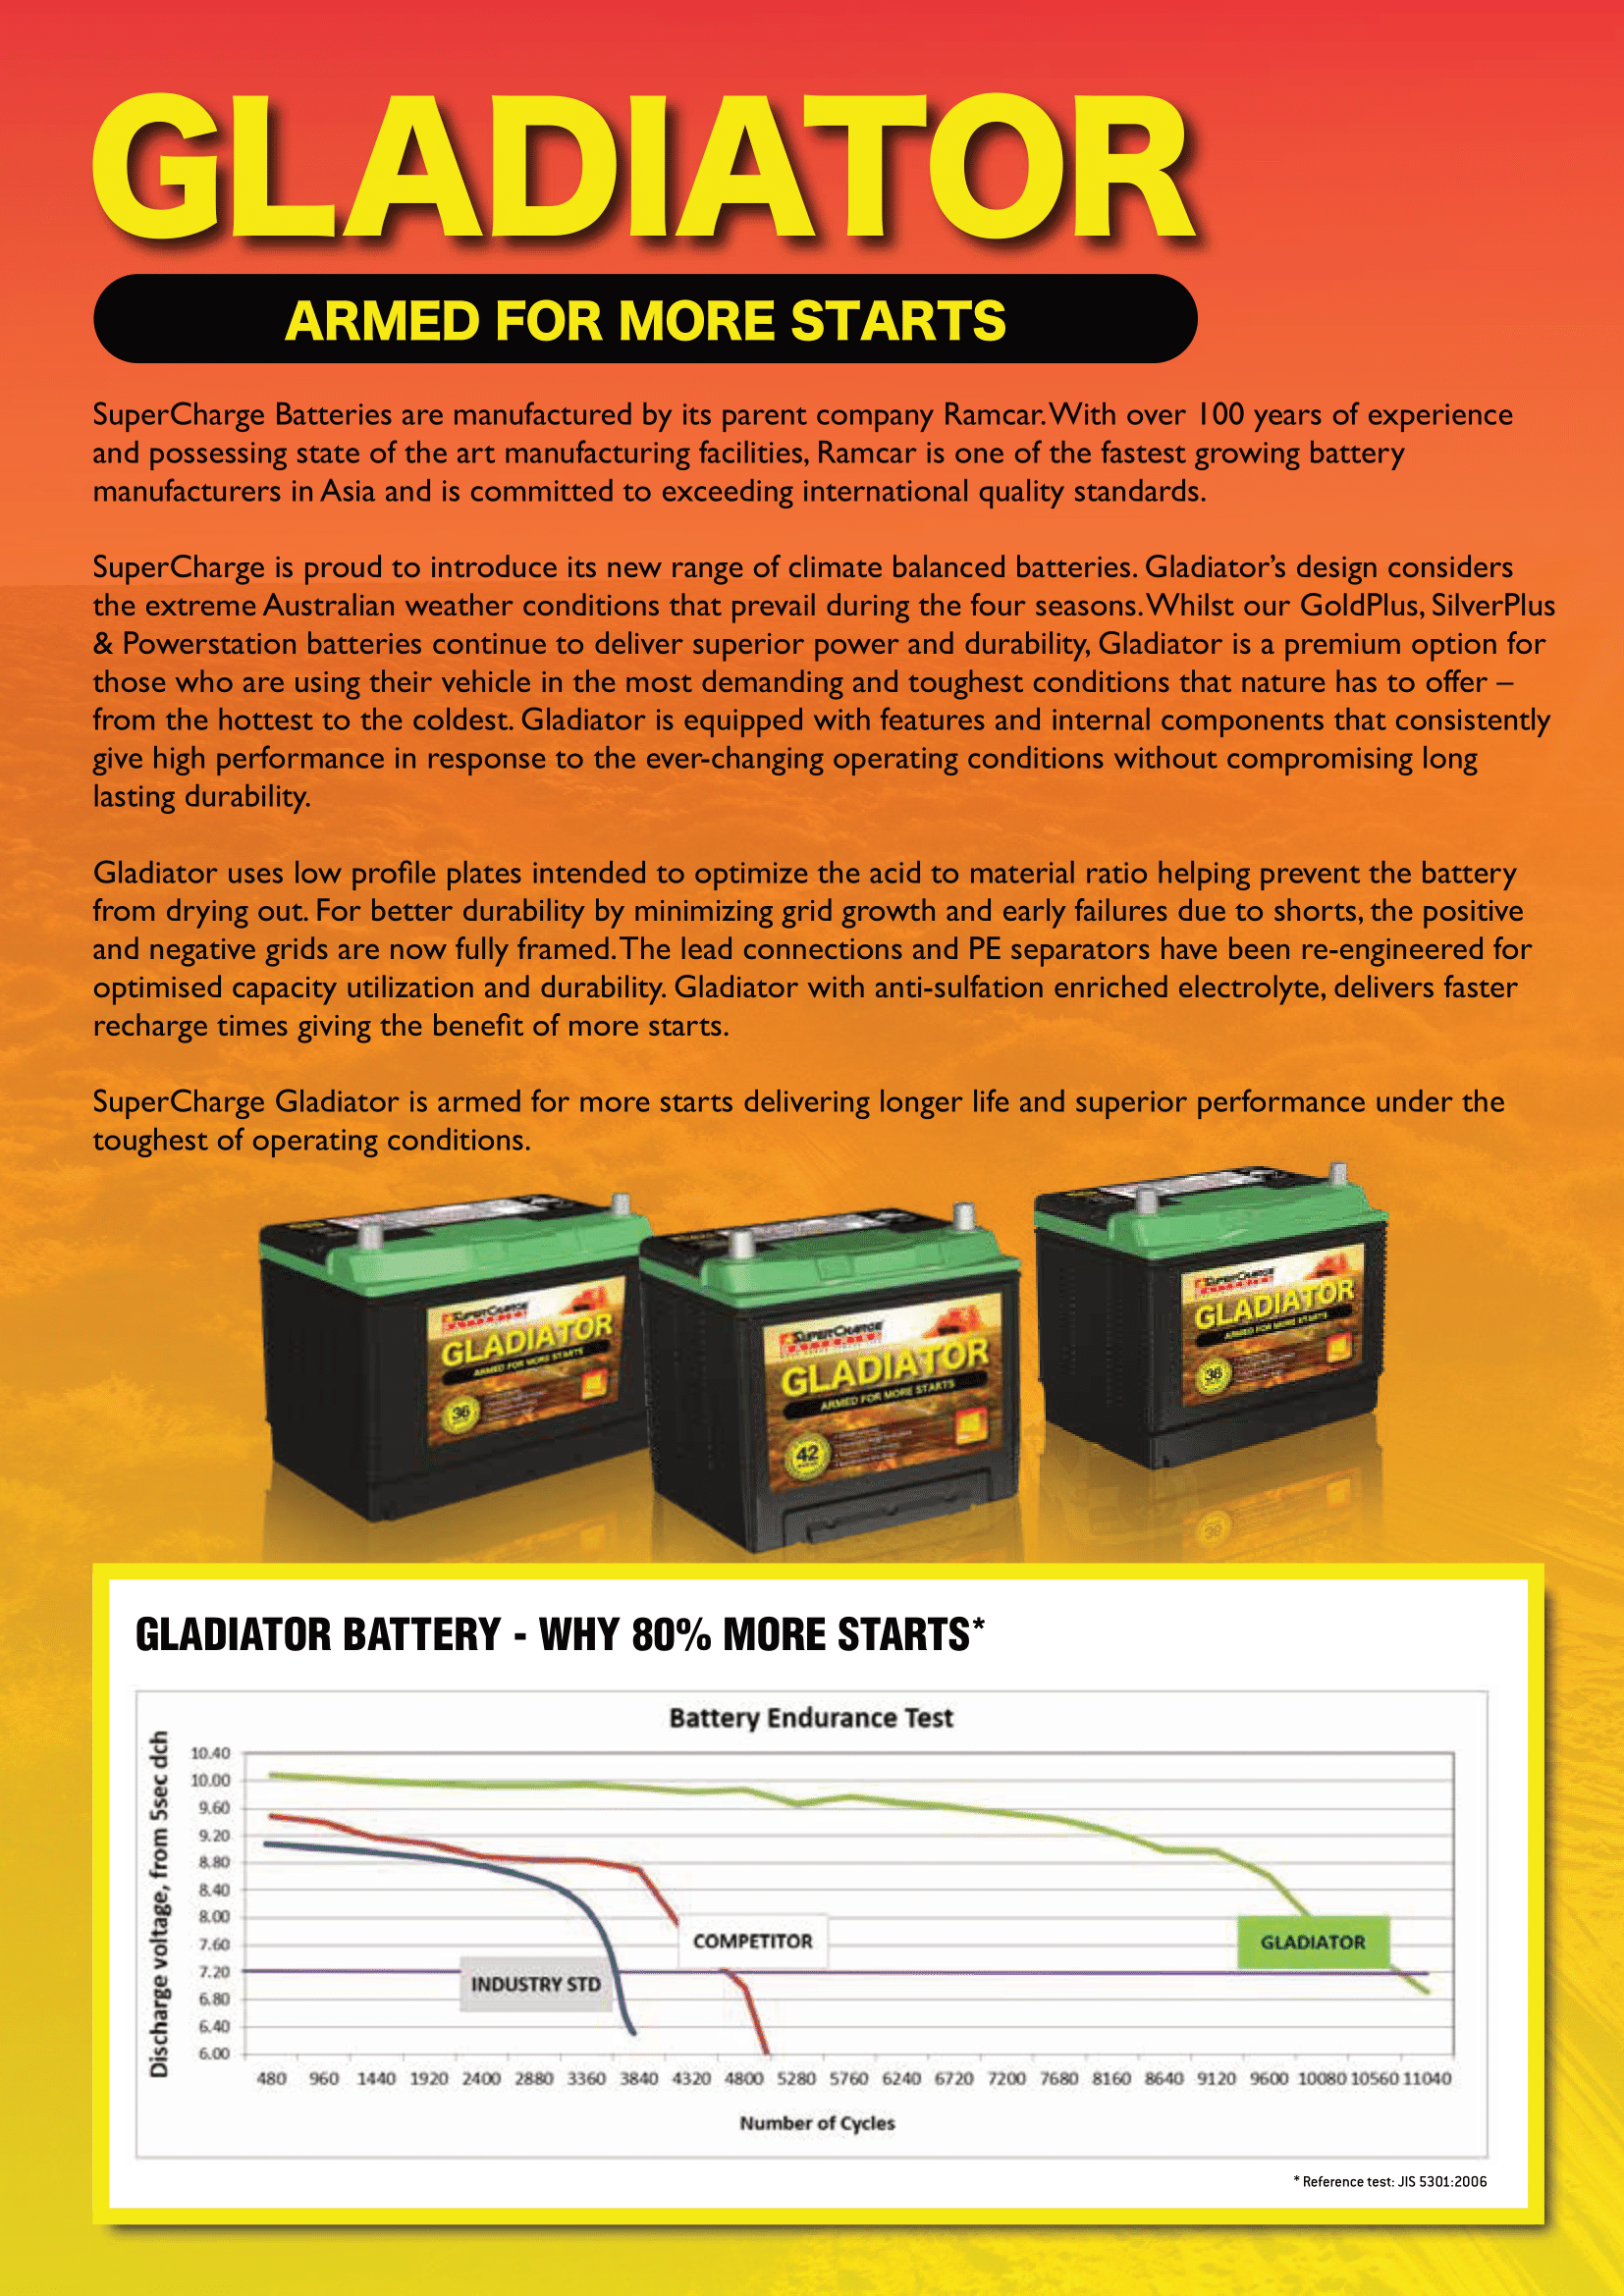 GLADIATOR
ARMED FOR MORE STARTS
SuperCharge Batteries are manufactured by its parent company Ramcar. With over 100 years of experience
and possessing state of the art manufacturing facilities, Ramcar is one of the fastest growing battery
manufacturers in Asia and is committed to exceeding international quality standards.
SuperCharge is proud to introduce its new range of climate balanced batteries. Gladiator’s design considers
the extreme Australian weather conditions that prevail during the four seasons. Whilst our GoldPlus, SilverPlus
& Powerstation batteries continue to deliver superior power and durability, Gladiator is a premium option for
those who are using their vehicle in the most demanding and toughest conditions that nature has to offer –
from the hottest to the coldest. Gladiator is equipped with features and internal components that consistently
give high performance in response to the ever-changing operating conditions without compromising long
lasting durability.
Gladiator uses low profile plates intended to optimize the acid to material ratio helping prevent the battery
from drying out. For better durability by minimizing grid growth and early failures due to shorts, the positive
and negative grids are now fully framed. The lead connections and PE separators have been re-engineered for
optimised capacity utilization and durability. Gladiator with anti-sulfation enriched electrolyte, delivers faster
recharge times giving the benefit of more starts.
SuperCharge Gladiator is armed for more starts delivering longer life and superior performance under the
toughest of operating conditions.
SUPERCHARGE
BATTERIES
GLADIATOR
ARMED FOR MORE STARTS
36
SUPERCHARGE
BATTERIES
GLADIATOR
ARMED FOR MORE STARTS
42
SUPERCHARGE
BATTERIES
GLADIATOR
ARMED FOR MORE STARTS
36
GLADIATOR BATTERY - WHY 80% MORE STARTS*
Battery Endurance Test
Discharge voltage, from 5sec dch
10.40
10.00
9.60
9.20
8.80
8.40
8.00
7.60
7.20
6.80
6.40
6.00
COMPETITOR
GLADIATOR
INDUSTRY STD
480 960 1440 1920 2400 2880 3360 3840 4320 4800 5280 5760 6240 6720 7200 7680 8160 8640 9120 9600 10080 10560 11040
Number of Cycles
* Reference test: JIS 5301:2006